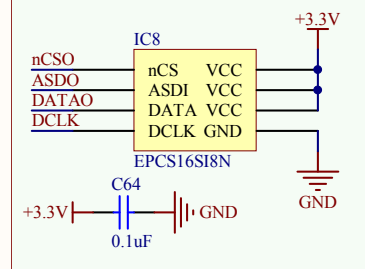 +3.3V
IC8
nCSO
nCS VCC
ASDO
ASDI VCC
DATAO
DATA VCC
DCLK
DCLK GND
EPCS16SI8N
GND
C64
+3.3V
GND
0.1uF